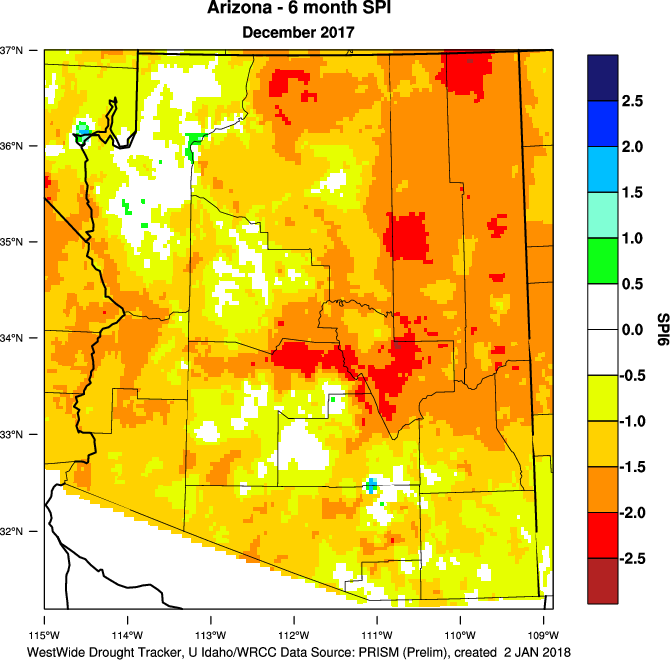 Arizona - 6 month SPI
December 2017
37°N
36°N
35°N
34°N
33°N
32°N
115°W 114°W 113°W 112°W 111°W 110°W 109°W
2.5
2.0
1.5
1.0
0.5
0.0
-0.5
-1.0
-1.5
-2.0
-2.5
SPI6
WestWide Drought Tracker, U Idaho/WRCC Data Source: PRISM (Prelim), created 2 JAN 2018